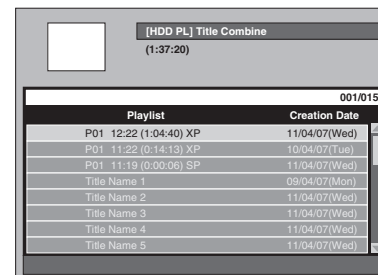 [HDD PL] Title Combine
(1:37:20)
001/015
Playlist Creation Date
P01 12:22 (1:04:40) XP 11/04/07(Wed)
P01 11:22 (0:14:13) XP 10/04/07(Tue)
P01 11:19 (0:00:06) SP 11/04/07(Wed)
Title Name 1 09/04/07(Mon)
Title Name 2 11/04/07(Wed)
Title Name 3 11/04/07(Wed)
Title Name 4 11/04/07(Wed)
Title Name 5 11/04/07(Wed)